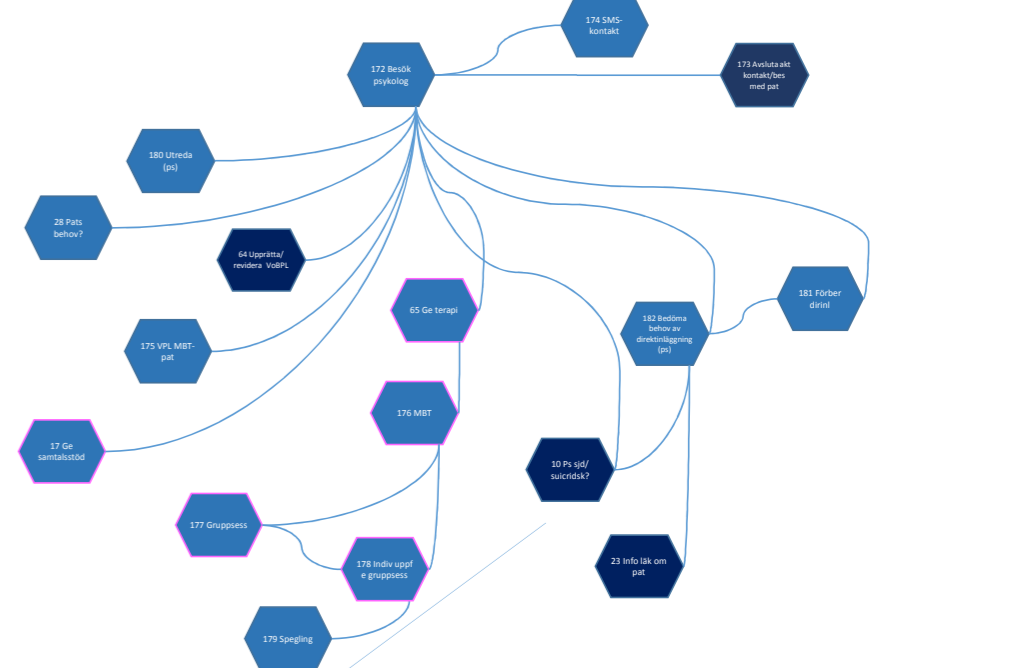 174 SMS-
kontakt
172 Besök
psykolog
173 Avsluta akt
kontakt/bes
med pat
180 Utreda
(ps)
28 Pats
behov?
64 Upprätta/
revidera VoBPL
65 Ge terapi
181 Förber
dirinl
182 Bedöma
behov av
direktinläggning
(ps)
175 VPL MBT-
pat
176 MBT
17 Ge
samtalsstöd
10 Ps sjd/
suicridsk?
177 Gruppsess
178 Indiv uppf
e gruppsess
23 Info läk om
pat
179 Spegling